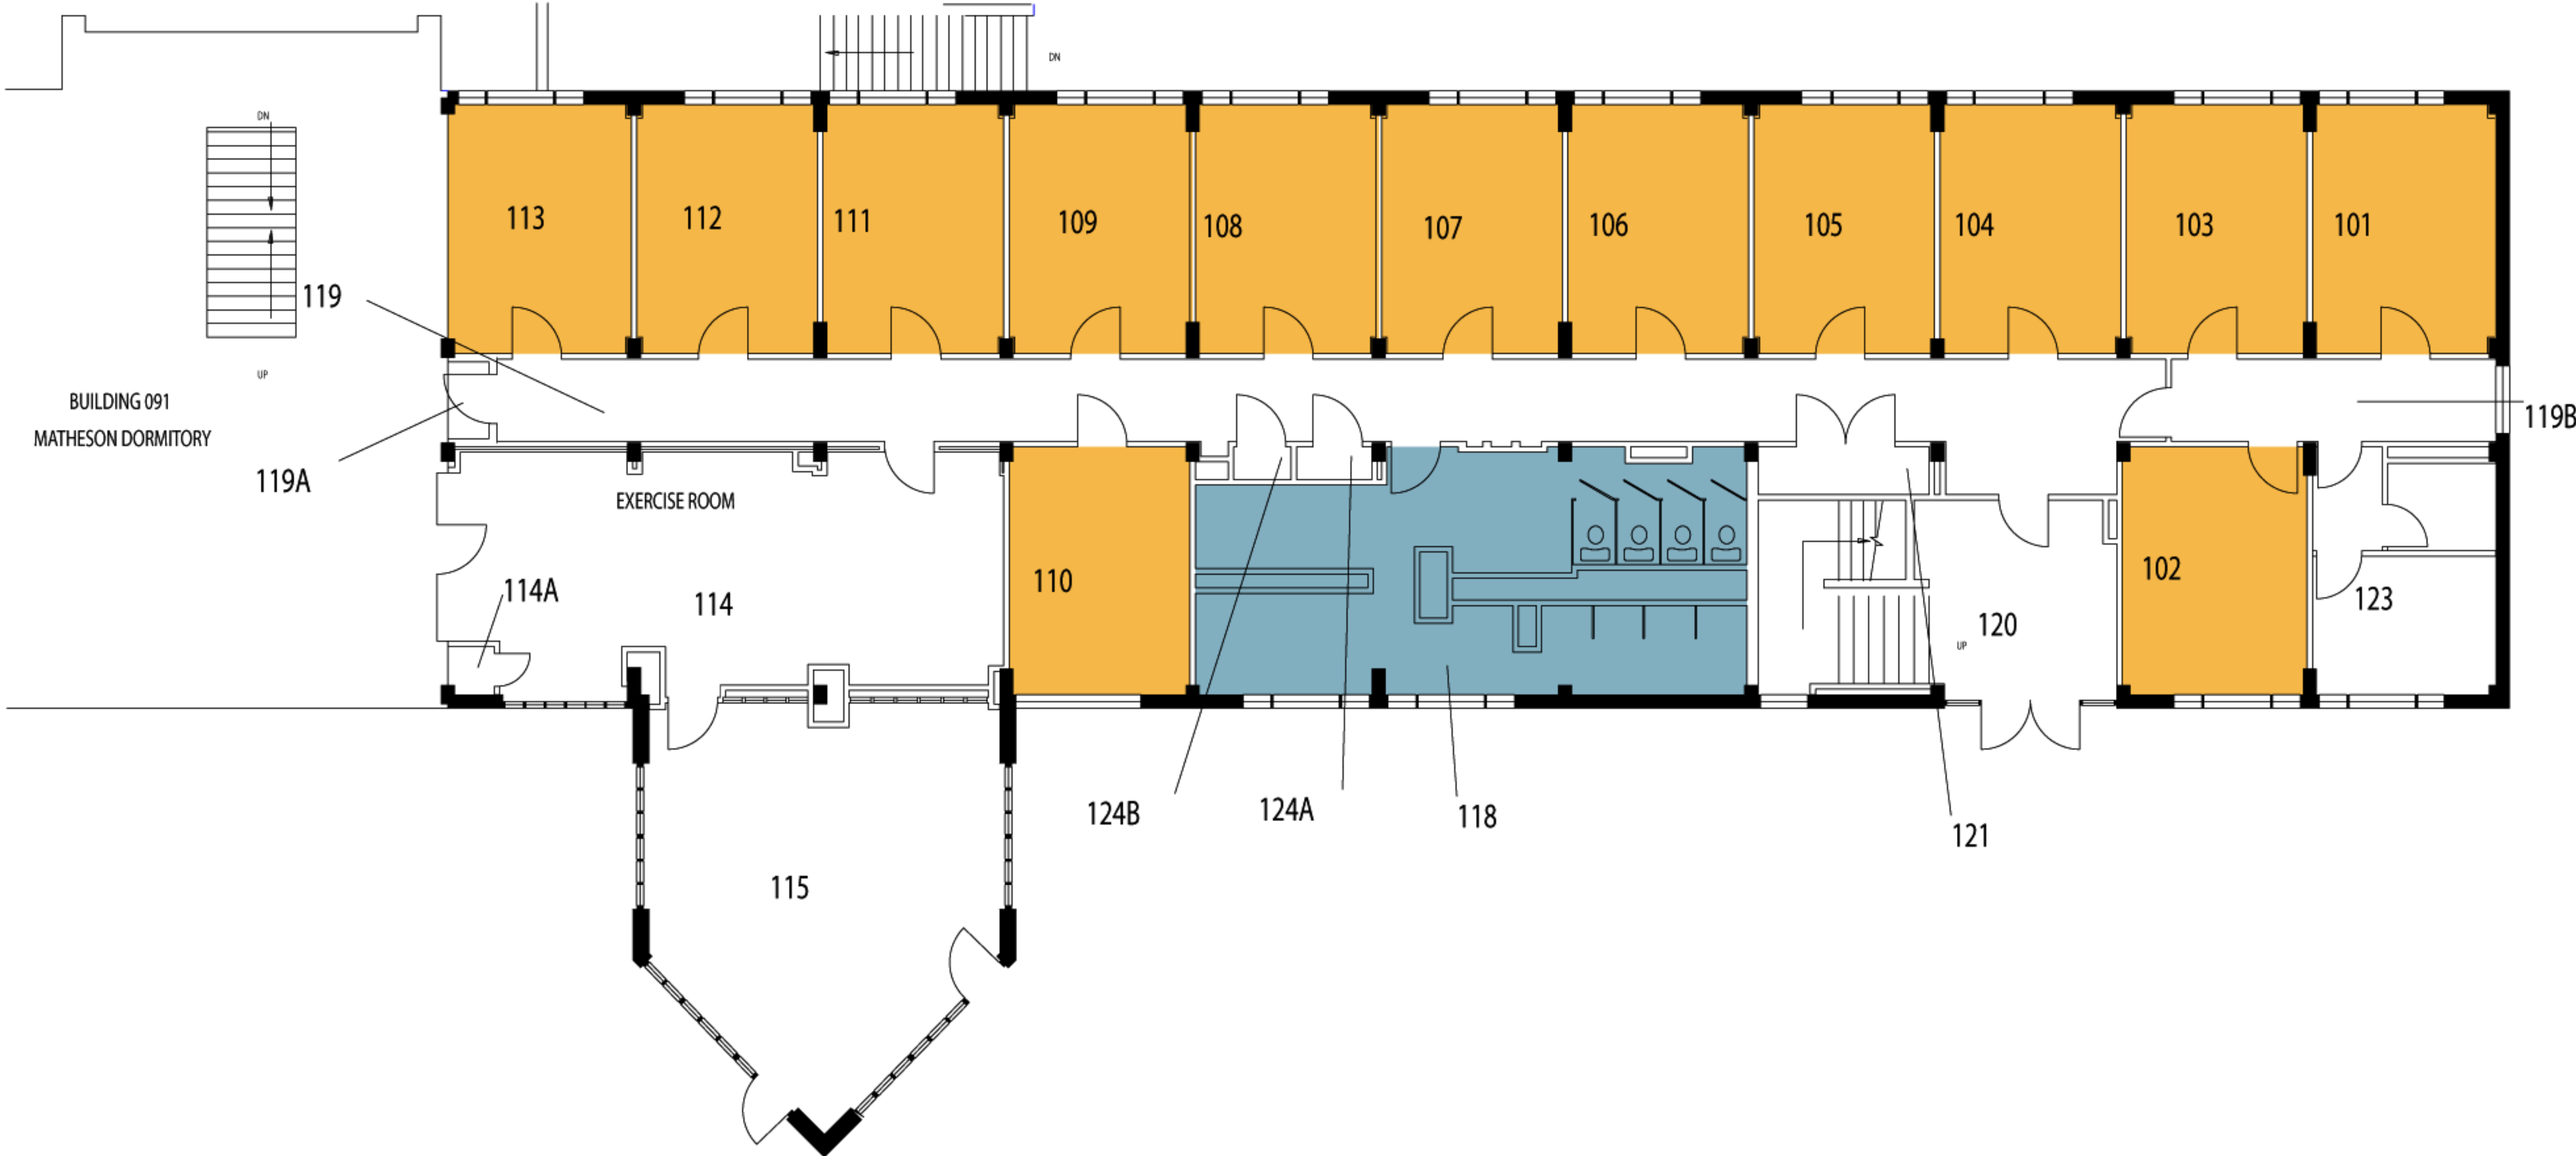 DN
DN
113
112
111
109
108
107
106
105
104
103
101
119
UP
BUILDING 091
MATHESON DORMITORY
119B
119A
EXERCISE ROOM
114A
114
110
102
123
120
UP
124B
124A
118
121
115